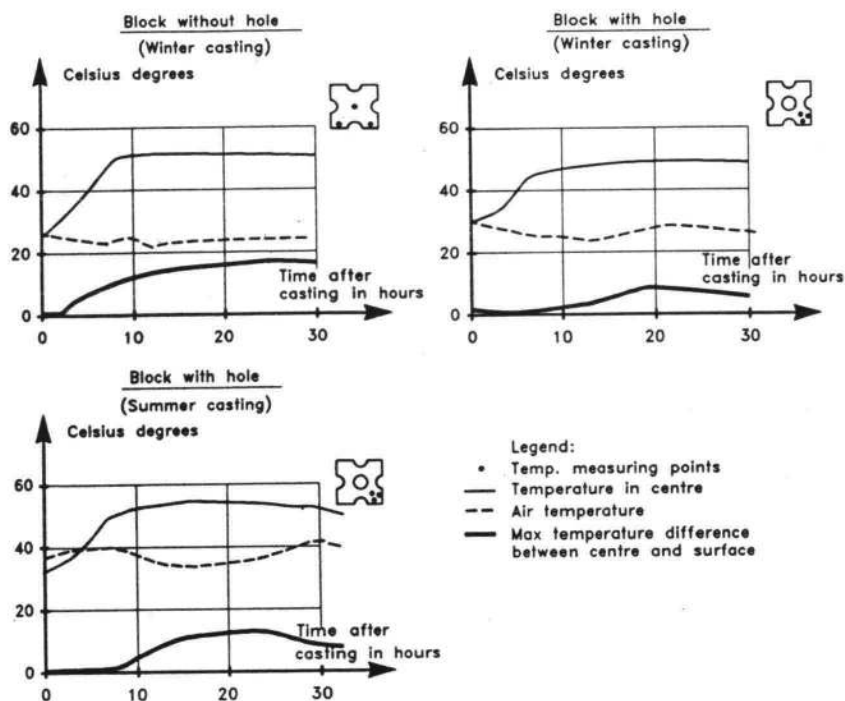 Block without hole
(Winter casting)
Celsius degrees
60
40
20
0
Time after
casting in hours
0
10
20
30
Block with hole
(Winter casting)
Celsius degrees
60
40
20
0
Time after
casting in hours
0
10
20
30
Block with hole
(Summer casting)
Celsius degrees
60
40
20
0
Time after
casting in hours
0
10
20
30
Legend:
Temp. measuring points
Temperature in centre
Air temperature
Max temperature difference
between centre and surface